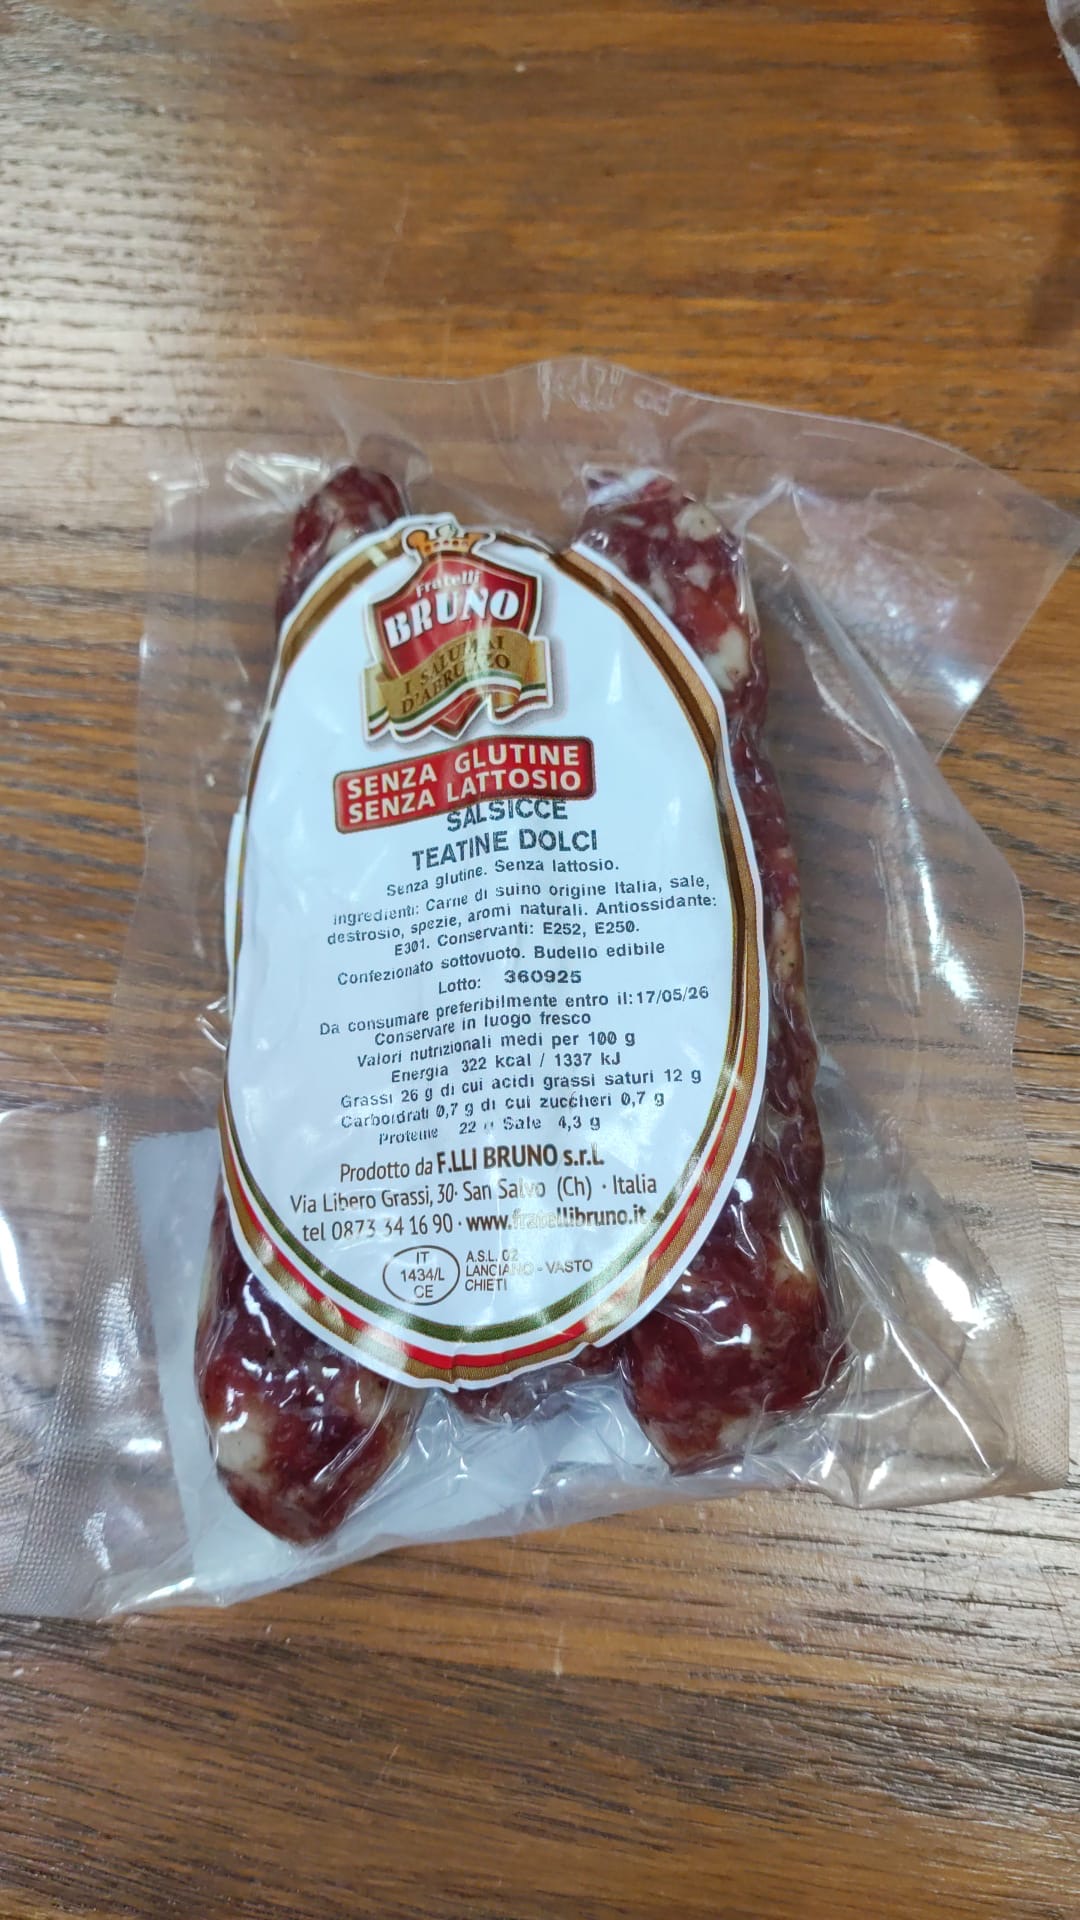 Fratelli
BRUNO
I SALUMAI
D'ABRUZZO
SENZA GLUTINE
SENZA LATTOSIO
SALSICCE
TEATINE DOLCI
Senza glutine. Senza lattosio.
Ingredienti: Carne di suino origine Italia, sale,
destrosio, spezie, aromi naturali. Antiossidante:
E301. Conservanti: E252, E250.
Confezionato sottovuoto. Budello edibile
Lotto: 360925
Da consumare preferibilmente entro il:17/05/26
Conservare in luogo fresco
Valori nutrizionali medi per 100 g
Energia 322 kcal / 1337 kJ
Grassi 26 g di cui acidi grassi saturi 12 g
Carboidrati 0,7 g di cui zuccheri 0,7 g
Proteine 22 g Sale 4,3 g
Prodotto da F.LLI BRUNO s.r.l.
Via Libero Grassi, 30· San Salvo (Ch) · Italia
tel 0873 34 16 90 · www.fratellibruno.it
IT
1434/L
CE
A.S.L. 02
LANCIANO - VASTO
CHIETI